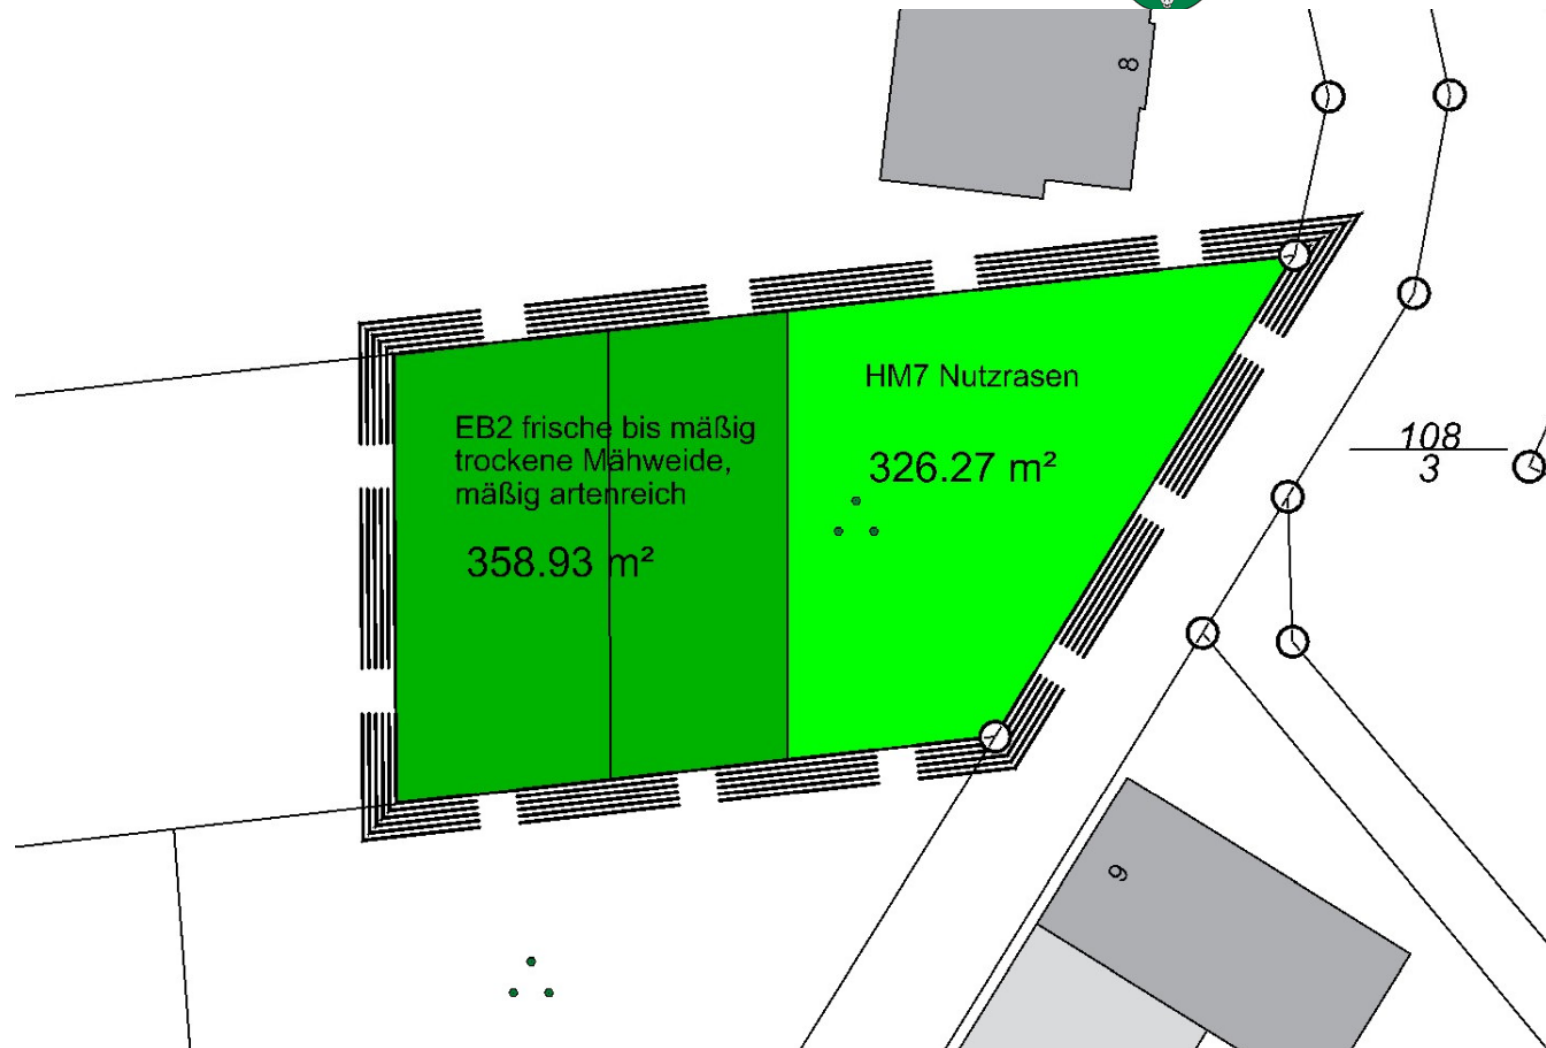 8
HM7 Nutzrasen
EB2 frische bis mäßig
trockene Mähweide,
mäßig artenreich
326.27 m²
108
3
358.93 m²
9